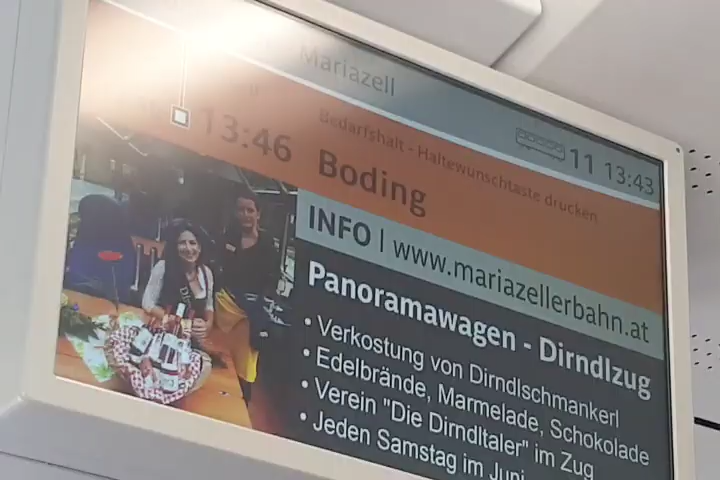 Mariazell
11 13:43
Bedarfshalt - Haltewunschtaste drucken
13:46 Boding
INFO | www.mariazellerbahn.at
Panoramawagen - Dirndlzug
• Verkostung von Dirndlschmankerl
• Edelbrände, Marmelade, Schokolade
• Verein "Die Dirndltaler" im Zug
• Jeden Samstag im Juni